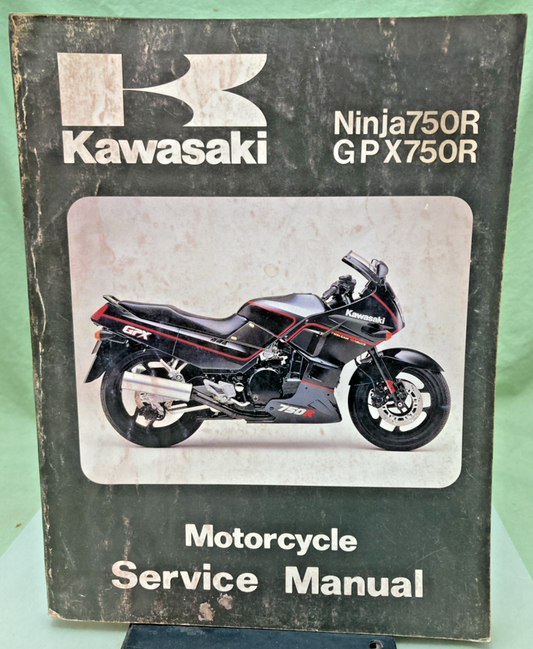 Kawasaki
Ninja750R
GPX750R
Kawasaki
GPX
750R
Motorcycle
Service Manual